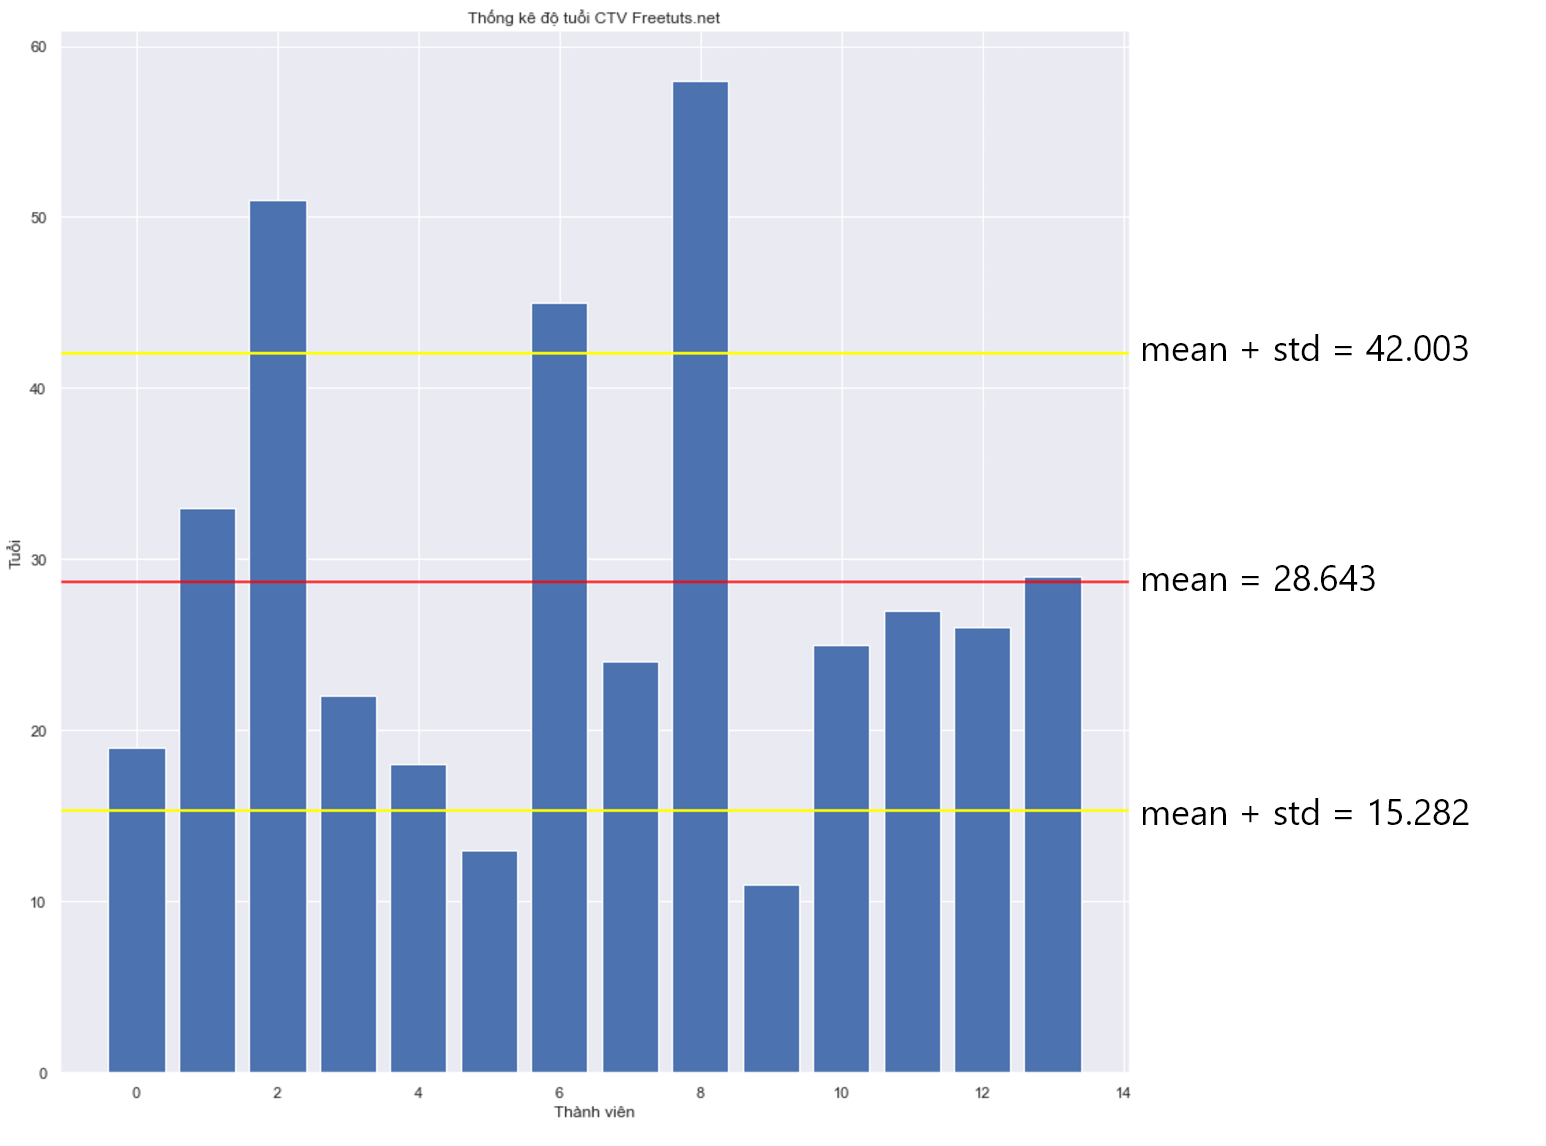 Thống kê độ tuổi CTV Freetuts.net
60
50
mean + std = 42.003
40
Tuổi
30
mean = 28.643
20
mean + std = 15.282
10
0
0 2 4 6 8 10 12 14
Thành viên